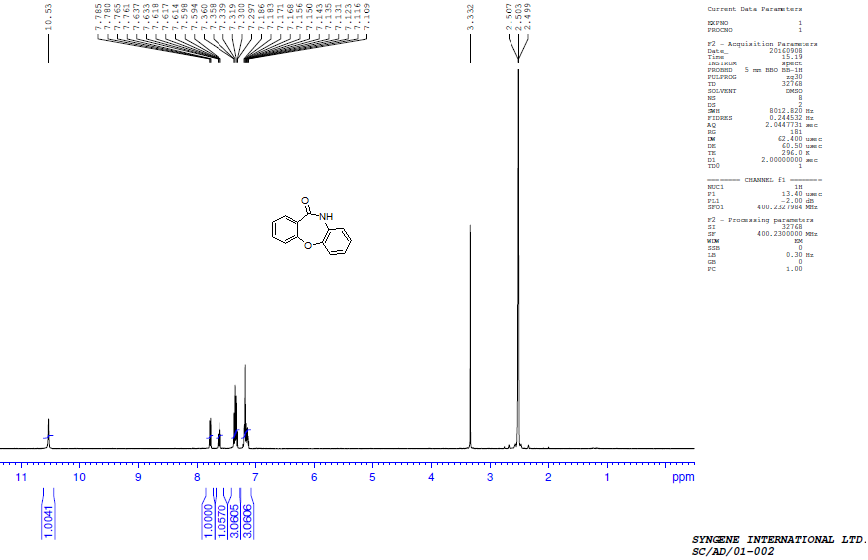 10.53
7.785
7.780
7.765
7.761
7.637
7.633
7.618
7.617
7.614
7.598
7.594
7.360
7.358
7.339
7.319
7.300
7.297
7.186
7.183
7.171
7.168
7.156
7.150
7.143
7.135
7.131
7.123
7.116
7.109
3.332
2.507
2.503
2.499
Current Data Parameters
EXPNO 1
PROCNO 1
F2 - Acquisition Parameters
Date_ 20160908
Time 15.19
INSTRUM spect
PROBHD 5 mm BBO BB-1H
PULPROG zg30
TD 32768
SOLVENT DMSO
NS 8
DS 2
SWH 8012.820 Hz
FIDRES 0.244532 Hz
AQ 2.0447731 sec
RG 181
DW 62.400 usec
DE 60.50 usec
TE 296.0 K
D1 2.00000000 sec
TD0 1
======== CHANNEL f1 ========
NUC1 1H
P1 13.40 usec
PL1 -2.00 dB
SFO1 400.2327984 MHz
F2 - Processing parameters
SI 32768
SF 400.2300000 MHz
WDW EM
SSB 0
LB 0.30 Hz
GB 0
PC 1.00
O
NH
O
11 10 9 8 7 6 5 4 3 2 1 ppm
1.0041
1.0000
1.0570
3.0605
3.0606
SYNGENE INTERNATIONAL LTD.
SC/AD/01-002